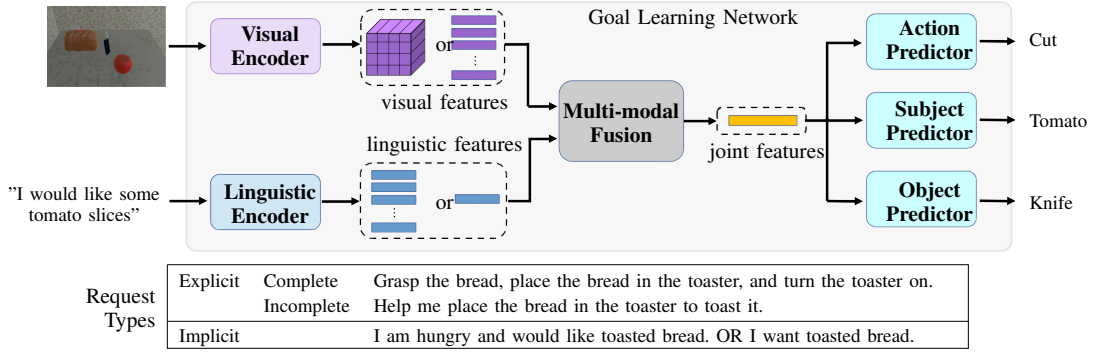 Goal Learning Network
Visual
Encoder
or
⋮
visual features
Multi-modal
Fusion
joint features
Action
Predictor
Cut
Subject
Predictor
Tomato
Object
Predictor
Knife
linguistic features
”I would like some
tomato slices”
Linguistic
Encoder
⋮
or
Request
Types
Explicit Complete Grasp the bread, place the bread in the toaster, and turn the toaster on.
Incomplete Help me place the bread in the toaster to toast it.
Implicit I am hungry and would like toasted bread. OR I want toasted bread.